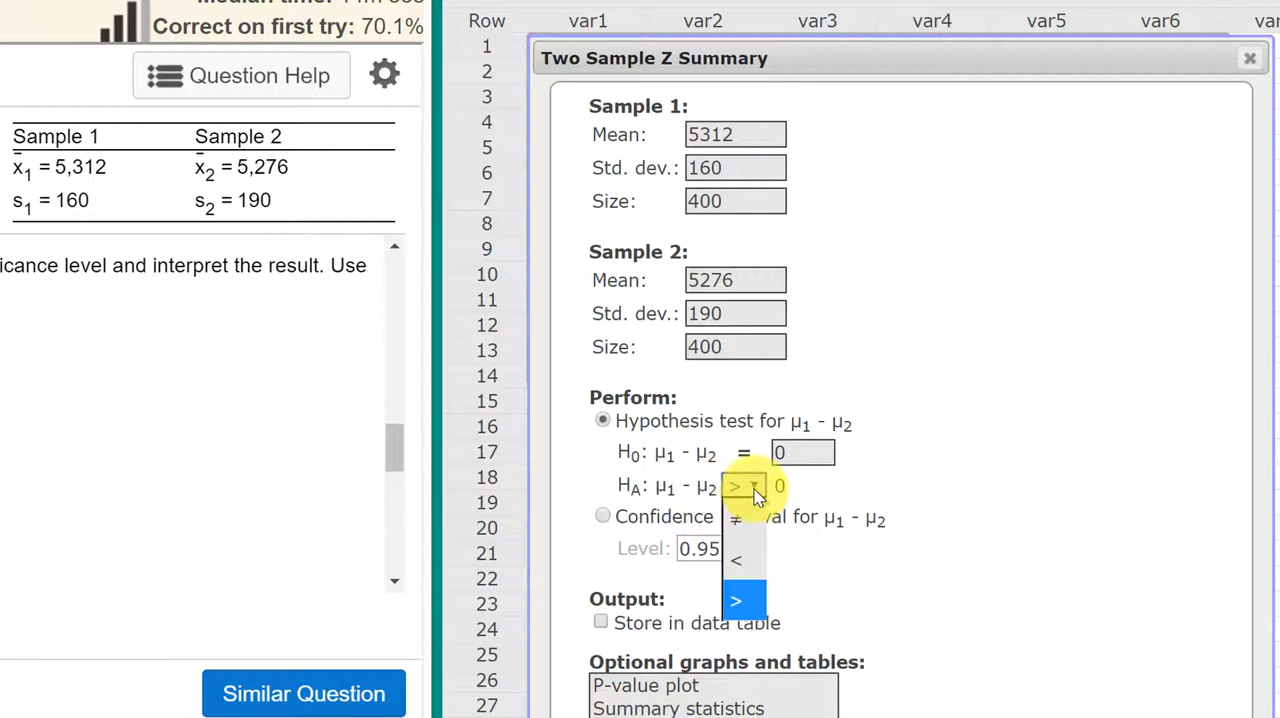 Correct on first try: 70.1%
Question Help
Sample 1 Sample 2
x̄1 = 5,312 x̄2 = 5,276
s1 = 160 s2 = 190
icance level and interpret the result. Use
Similar Question
Row var1 var2 var3 var4 var5 var6
1
2
3
4
5
6
7
8
9
10
11
12
13
14
15
16
17
18
19
20
21
22
23
24
25
26
27
Two Sample Z Summary
Sample 1:
Mean: 5312
Std. dev.: 160
Size: 400
Sample 2:
Mean: 5276
Std. dev.: 190
Size: 400
Perform:
Hypothesis test for μ1 - μ2
H0: μ1 - μ2 = 0
HA: μ1 - μ2 > 0
≠
<
>
Confidence val for μ1 - μ2
Level: 0.95
Output:
Store in data table
Optional graphs and tables:
P-value plot
Summary statistics